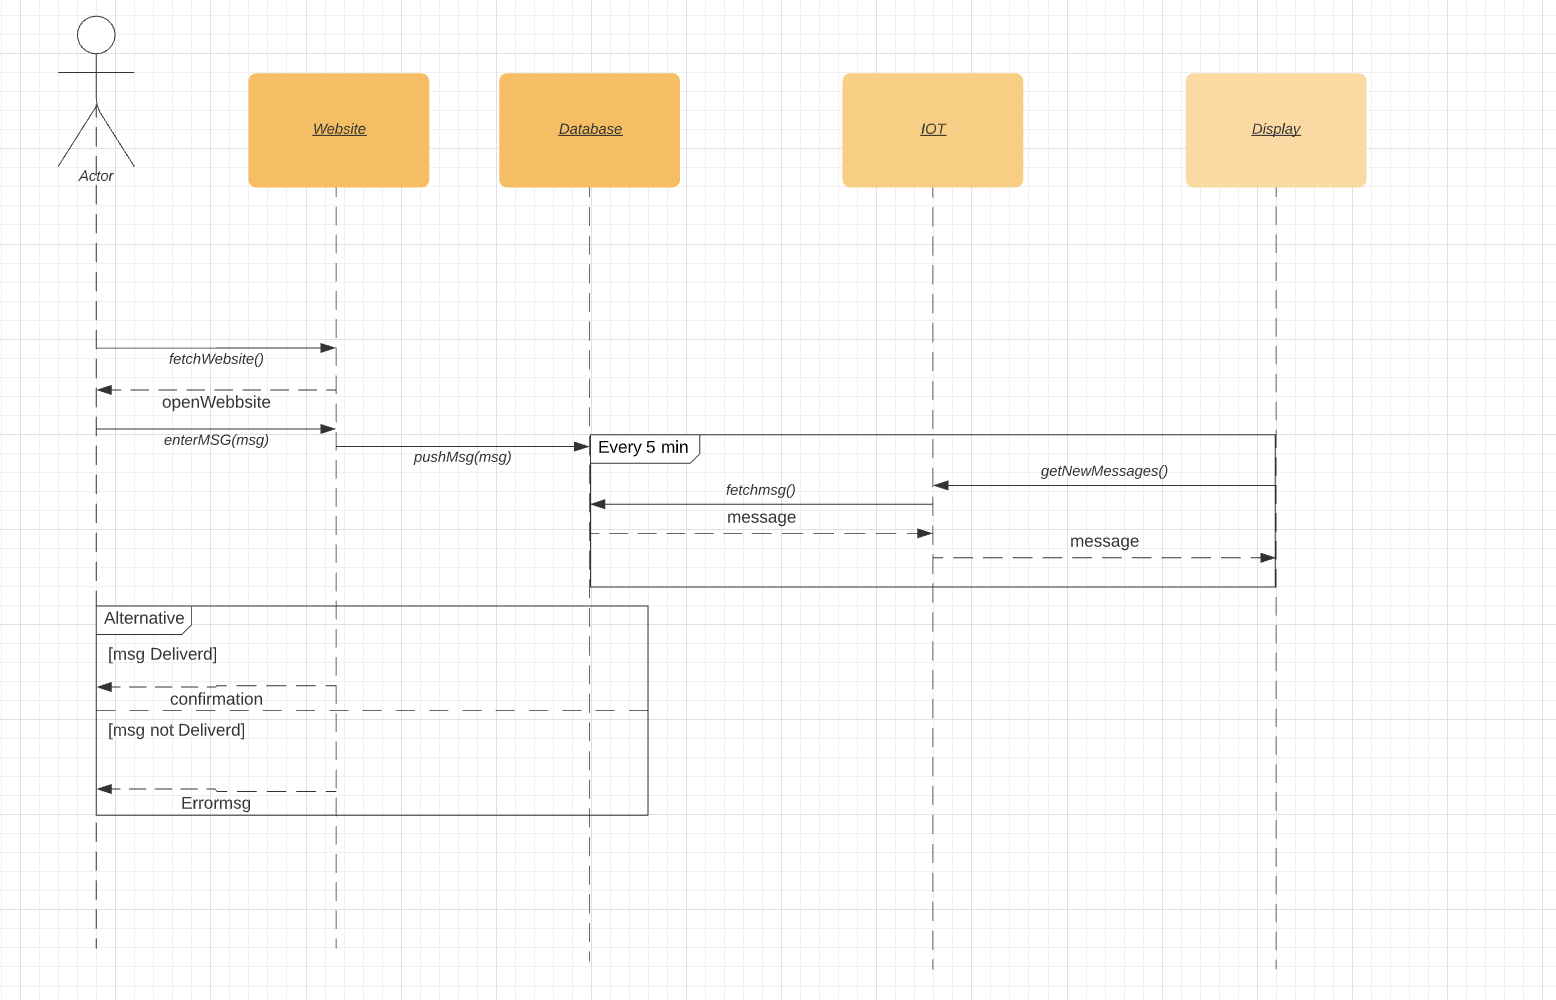 Actor
Website
Database
IOT
Display
fetchWebsite()
openWebbsite
enterMSG(msg)
pushMsg(msg)
Every 5 min
getNewMessages()
fetchmsg()
message
message
Alternative
[msg Deliverd]
confirmation
[msg not Deliverd]
Errormsg